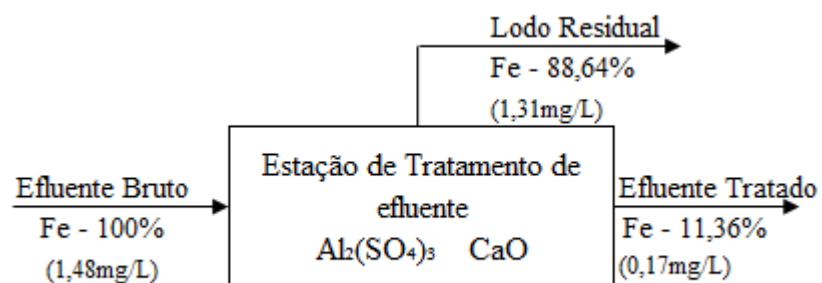 Lodo Residual
Fe - 88,64%
(1,31mg/L)
Efluente Bruto
Fe - 100%
(1,48mg/L)
Estação de Tratamento de
efluente
Al₂(SO₄)₃ CaO
Efluente Tratado
Fe - 11,36%
(0,17mg/L)